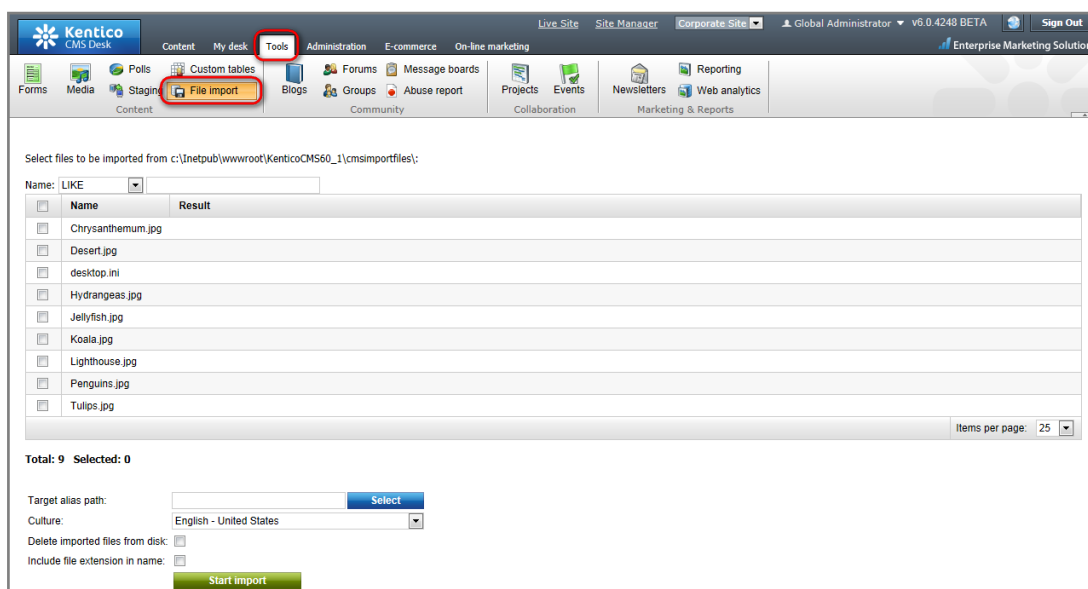 Live Site Site Manager Corporate Site Global Administrator v6.0.4248 BETA Sign Out
Kentico
CMS Desk
Content My desk Tools Administration E-commerce On-line marketing
Enterprise Marketing Solution
Polls Custom tables Forums Message boards Reporting
Forms Media Staging File import Blogs Groups Abuse report Projects Events Newsletters Web analytics
Content Community Collaboration Marketing & Reports
Select files to be imported from c:\Inetpub\wwwroot\KenticoCMS60_1\cmsimportfiles\:
Name: LIKE
Name Result
Chrysanthemum.jpg
Desert.jpg
desktop.ini
Hydrangeas.jpg
Jellyfish.jpg
Koala.jpg
Lighthouse.jpg
Penguins.jpg
Tulips.jpg
Items per page: 25
Total: 9 Selected: 0
Target alias path: Select
Culture: English - United States
Delete imported files from disk:
Include file extension in name:
Start import